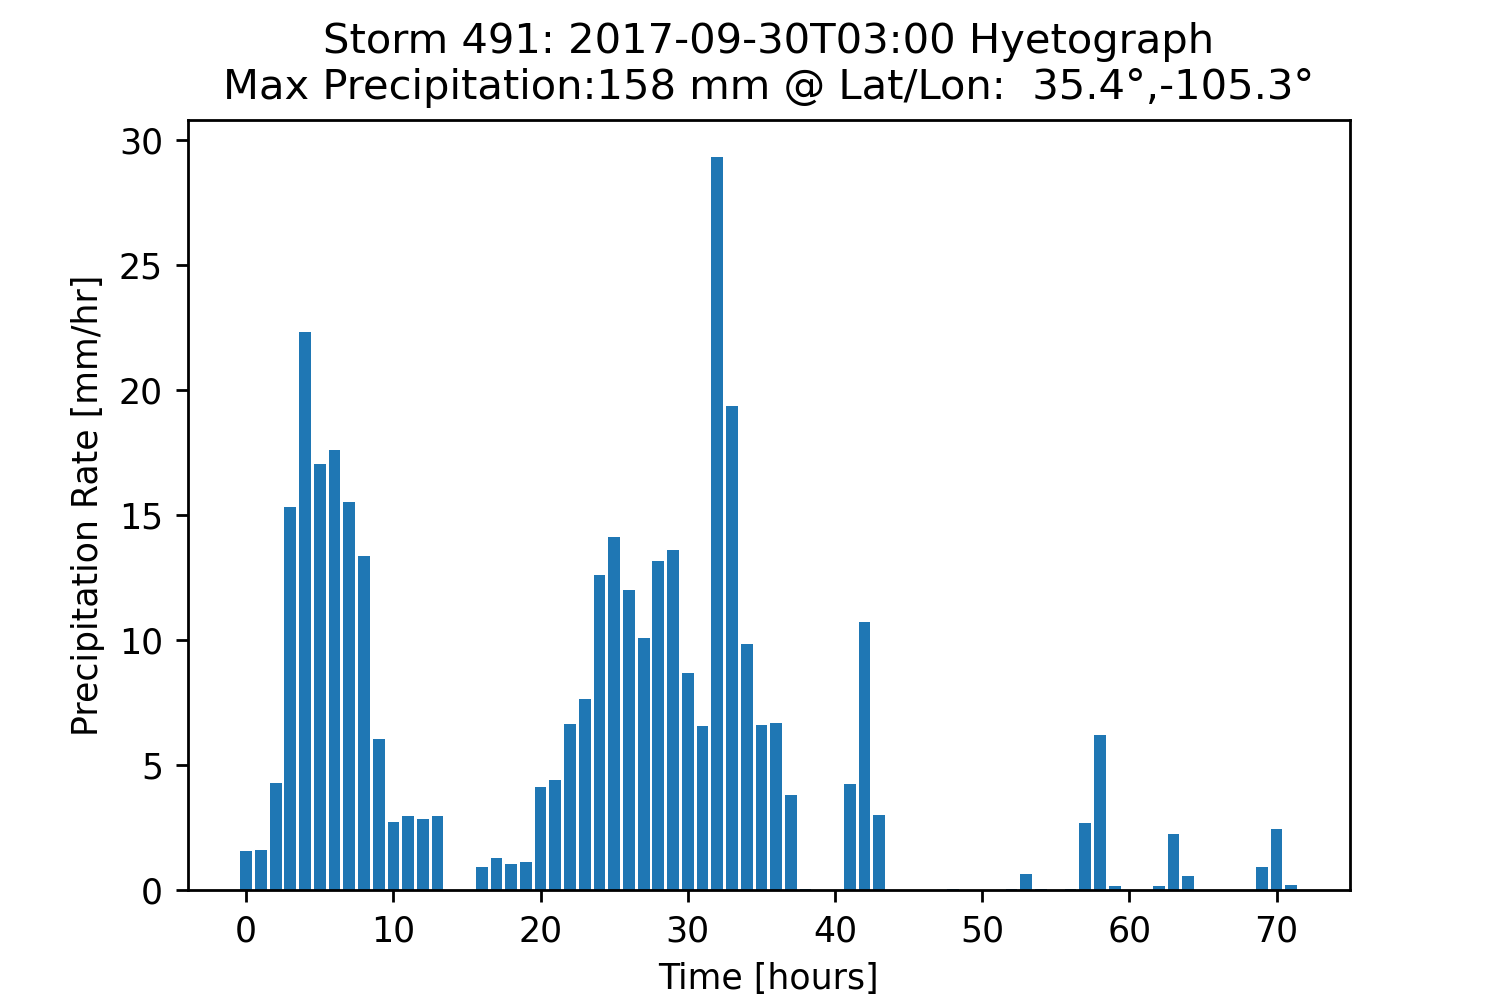 Storm 491: 2017-09-30T03:00 Hyetograph
Max Precipitation:158 mm @ Lat/Lon:  35.4°,-105.3°
30
25
20
15
10
5
0
Precipitation Rate [mm/hr]
0 10 20 30 40 50 60 70
Time [hours]